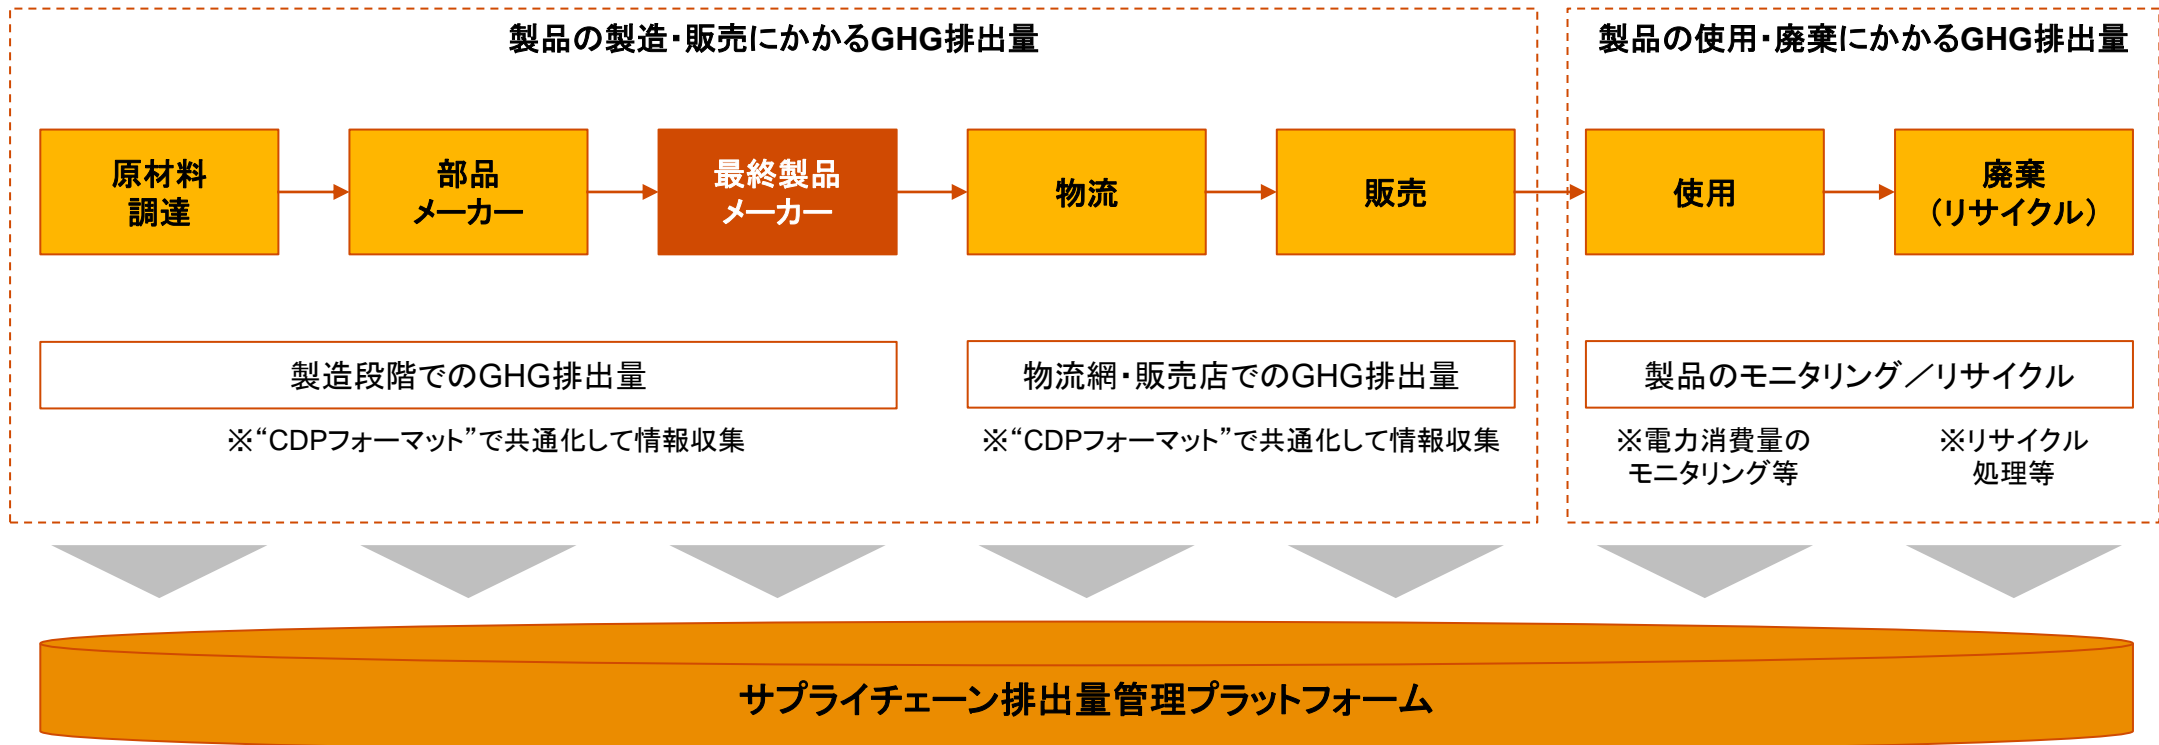 製品の製造・販売にかかるGHG排出量
製品の使用・廃棄にかかるGHG排出量
原材料
調達
部品
メーカー
最終製品
メーカー
物流
販売
使用
廃棄
（リサイクル）
製造段階でのGHG排出量
物流網・販売店でのGHG排出量
製品のモニタリング／リサイクル
※“CDPフォーマット”で共通化して情報収集
※“CDPフォーマット”で共通化して情報収集
※電力消費量の
モニタリング等
※リサイクル
処理等
サプライチェーン排出量管理プラットフォーム